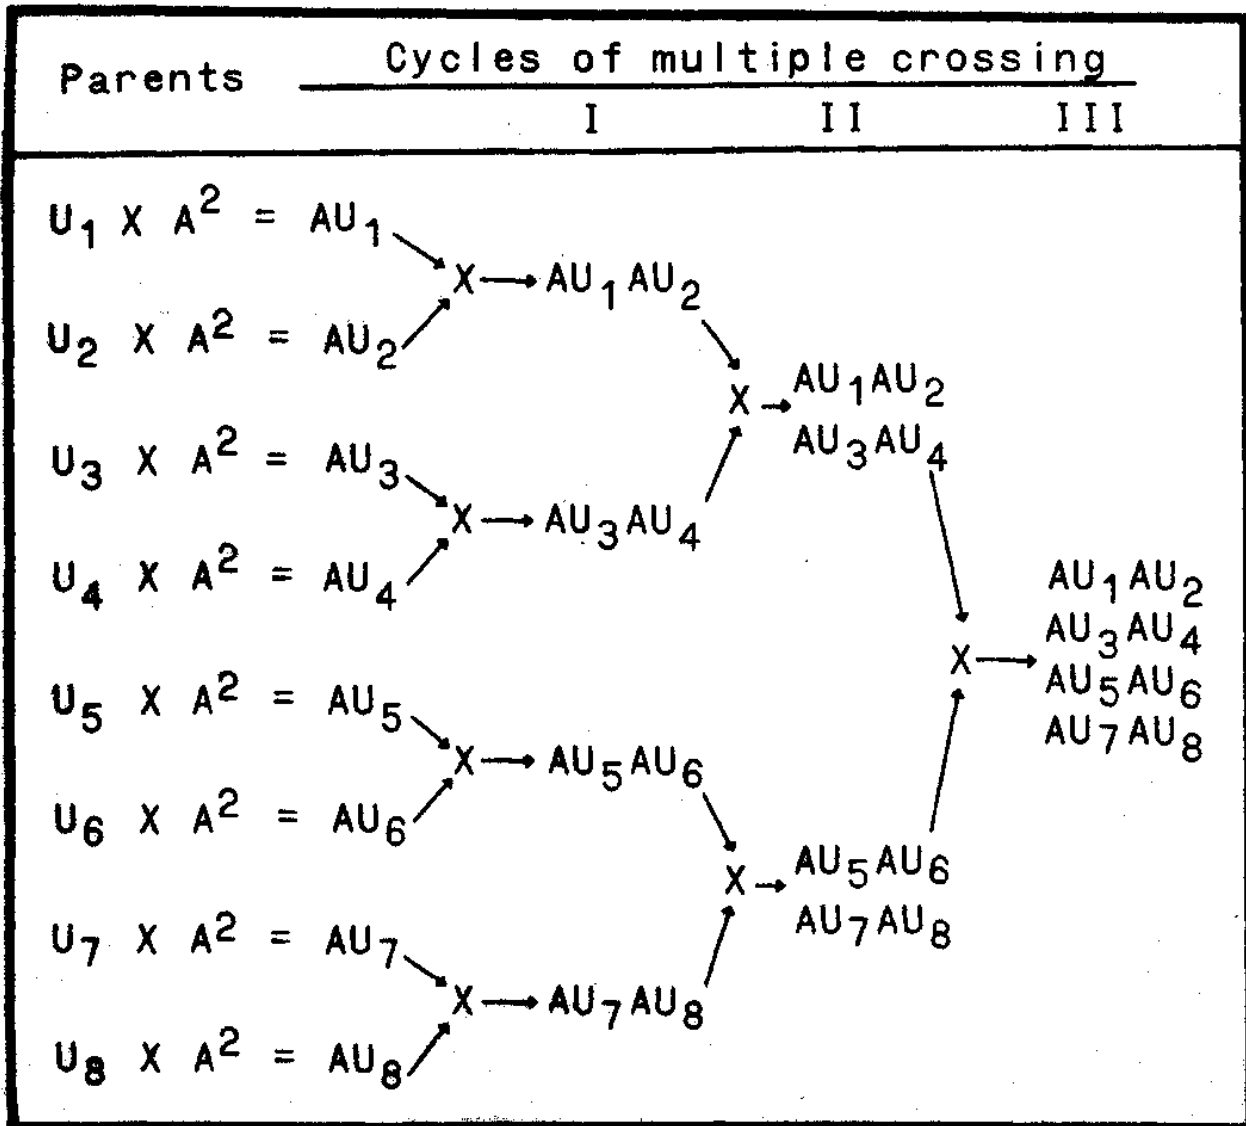 Parents Cycles of multiple crossing
I II III
U₁ X A² = AU₁
X → AU₁AU₂
U₂ X A² = AU₂
X → AU₁AU₂
AU₃AU₄
U₃ X A² = AU₃
X → AU₃AU₄
U₄ X A² = AU₄
AU₁AU₂
AU₃AU₄
X → AU₅AU₆
AU₇AU₈
U₅ X A² = AU₅
X → AU₅AU₆
U₆ X A² = AU₆
X → AU₅AU₆
AU₇AU₈
U₇ X A² = AU₇
X → AU₇AU₈
U₈ X A² = AU₈